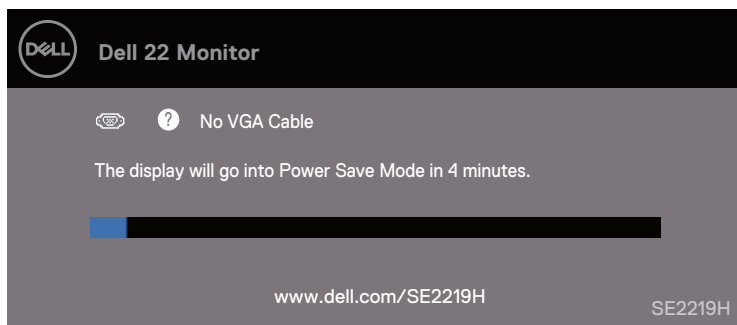 DELL
Dell 22 Monitor
? No VGA Cable
The display will go into Power Save Mode in 4 minutes.
www.dell.com/SE2219H
SE2219H